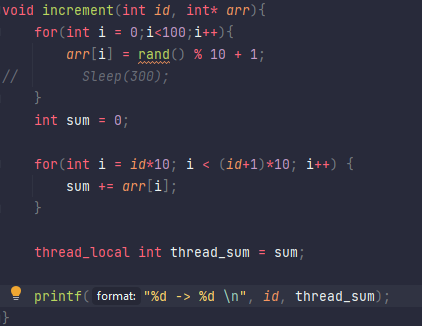 void increment(int id, int* arr){
    for(int i = 0;i<100;i++){
        arr[i] = rand() % 10 + 1;
//        Sleep(300);
    }
    int sum = 0;

    for(int i = id*10; i < (id+1)*10; i++) {
        sum += arr[i];
    }

    thread_local int thread_sum = sum;

    printf( format: "%d -> %d \n", id, thread_sum);
}